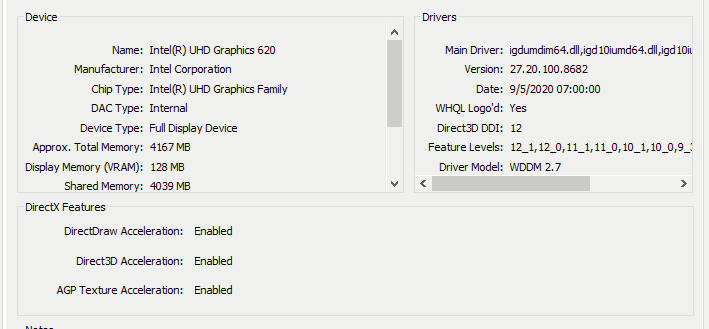 Device
Name: Intel(R) UHD Graphics 620
Manufacturer: Intel Corporation
Chip Type: Intel(R) UHD Graphics Family
DAC Type: Internal
Device Type: Full Display Device
Approx. Total Memory: 4167 MB
Display Memory (VRAM): 128 MB
Shared Memory: 4039 MB
Drivers
Main Driver: igdumdim64.dll,igd10iumd64.dll,igd10iu
Version: 27.20.100.8682
Date: 9/5/2020 07:00:00
WHQL Logo'd: Yes
Direct3D DDI: 12
Feature Levels: 12_1,12_0,11_1,11_0,10_1,10_0,9_3
Driver Model: WDDM 2.7
DirectX Features
DirectDraw Acceleration: Enabled
Direct3D Acceleration: Enabled
AGP Texture Acceleration: Enabled
Notes